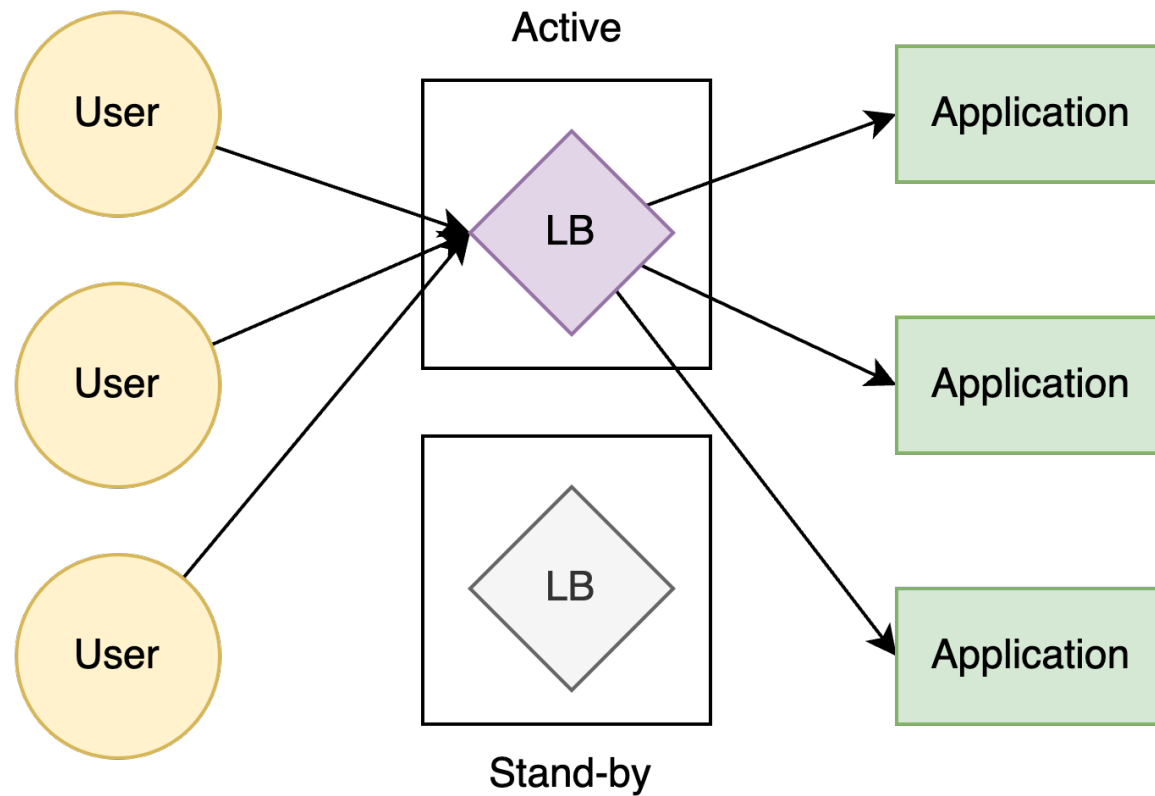 Active
User
LB
Application
User
Application
LB
User
Application
Stand-by